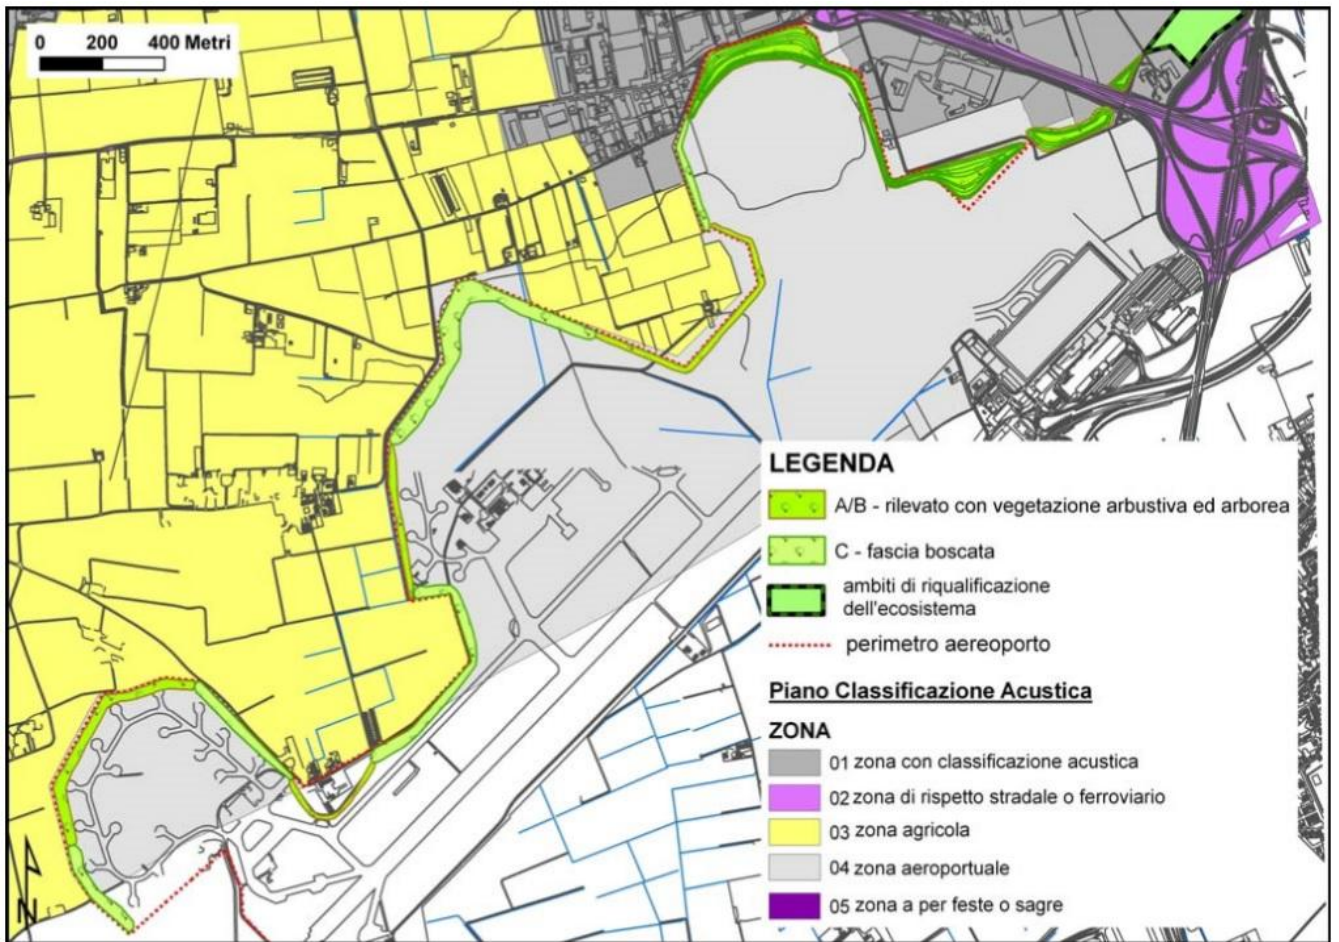 0 200 400 Metri
LEGENDA
A/B - rilevato con vegetazione arbustiva ed arborea
C - fascia boscata
ambiti di riqualificazione
dell'ecosistema
perimetro aereoporto
Piano Classificazione Acustica
ZONA
01 zona con classificazione acustica
02 zona di rispetto stradale o ferroviario
03 zona agricola
04 zona aeroportuale
05 zona a per feste o sagre
N